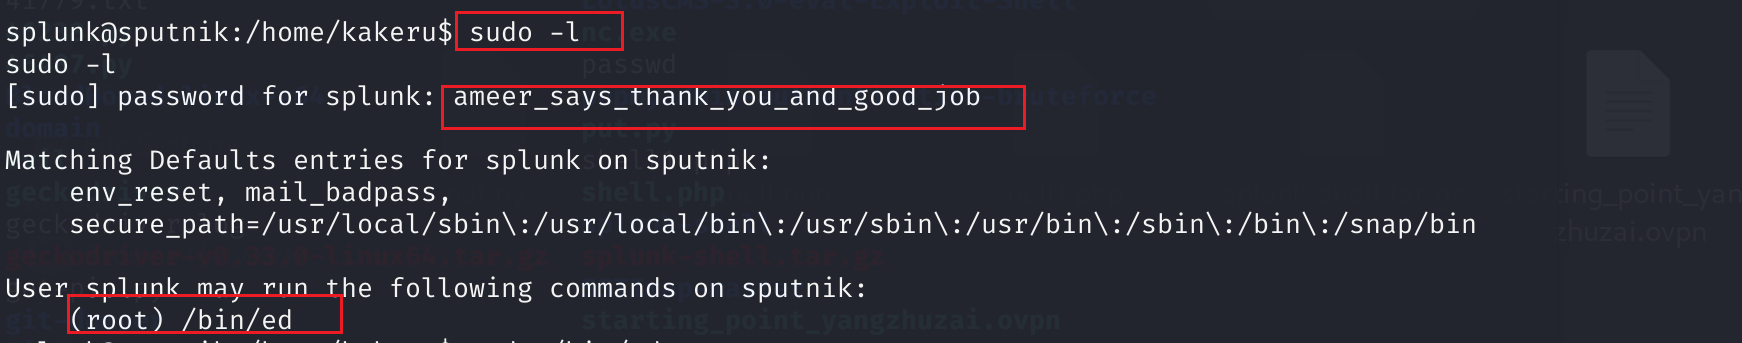 splunk@sputnik:/home/kakeru$ sudo -l
sudo -l
[sudo] password for splunk: ameer_says_thank_you_and_good_job
Matching Defaults entries for splunk on sputnik:
env_reset, mail_badpass,
secure_path=/usr/local/sbin\:/usr/local/bin\:/usr/sbin\:/usr/bin\:/sbin\:/bin\:/snap/bin
User splunk may run the following commands on sputnik:
(root) /bin/ed